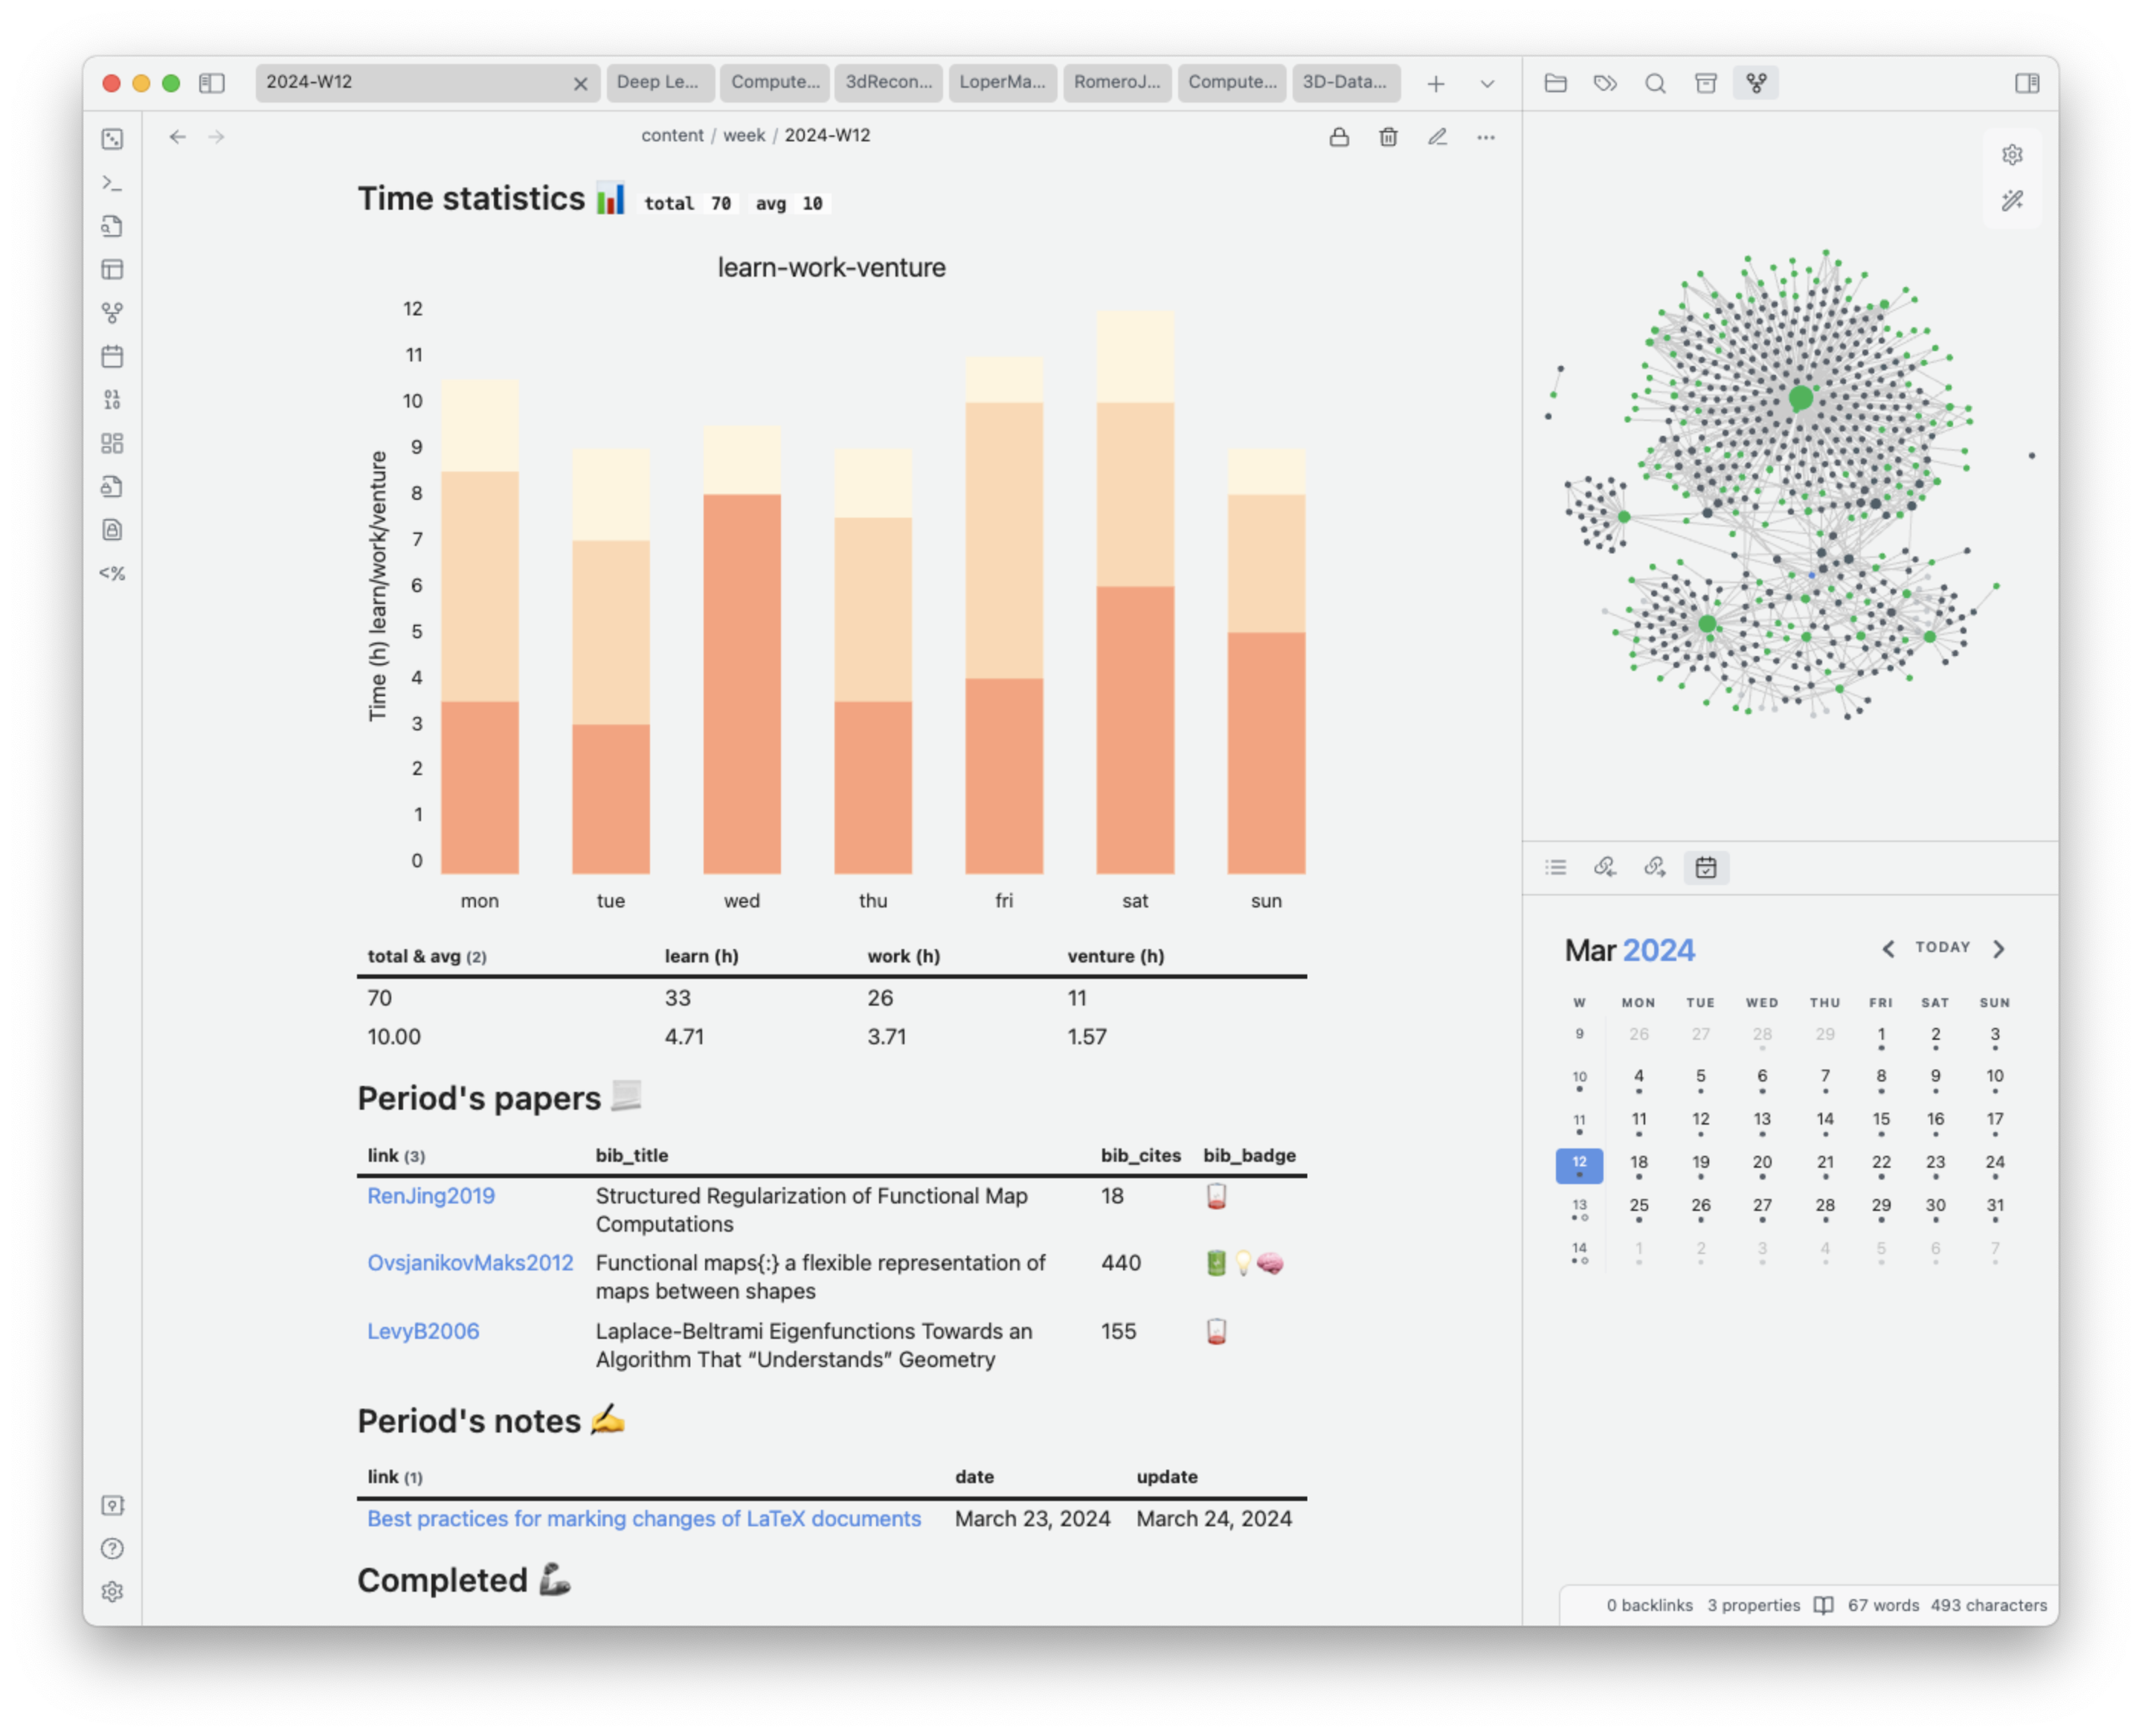 2024-W12
Deep Le...
Compute...
3dRecon...
LoperMa...
RomeroJ...
Compute...
3D-Data...
content / week / 2024-W12
Time statistics total 70 avg 10
learn-work-venture
Time (h) learn/work/venture
12
11
10
9
8
7
6
5
4
3
2
1
0
mon tue wed thu fri sat sun
total & avg (2) learn (h) work (h) venture (h)
70 33 26 11
10.00 4.71 3.71 1.57
Period's papers
link (3) bib_title bib_cites bib_badge
RenJing2019 Structured Regularization of Functional Map 18
Computations
OvsjanikovMaks2012 Functional maps{:} a flexible representation of 440
maps between shapes
LevyB2006 Laplace-Beltrami Eigenfunctions Towards an 155
Algorithm That “Understands” Geometry
Period's notes
link (1) date update
Best practices for marking changes of LaTeX documents March 23, 2024 March 24, 2024
Completed
01
10
<%
Mar 2024 TODAY
W MON TUE WED THU FRI SAT SUN
9 26 27 28 29 1 2 3
10 4 5 6 7 8 9 10
11 11 12 13 14 15 16 17
12 18 19 20 21 22 23 24
13 25 26 27 28 29 30 31
14 1 2 3 4 5 6 7
0 backlinks 3 properties 67 words 493 characters